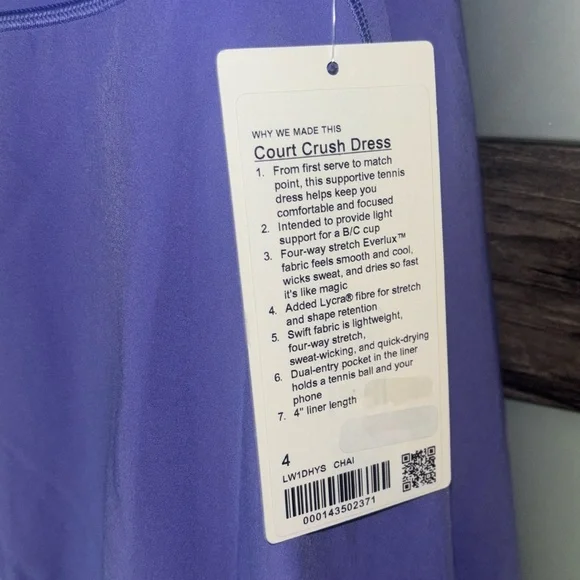 WHY WE MADE THIS
Court Crush Dress
1. From first serve to match
point, this supportive tennis
dress helps keep you
comfortable and focused
2. Intended to provide light
support for a B/C cup
3. Four-way stretch Everlux™
fabric feels smooth and cool,
wicks sweat, and dries so fast
it's like magic
4. Added Lycra® fibre for stretch
and shape retention
5. Swift fabric is lightweight,
four-way stretch,
sweat-wicking, and quick-drying
6. Dual-entry pocket in the liner
holds a tennis ball and your
phone
7. 4" liner length
4
LW1DHYS CHAI
000143502371